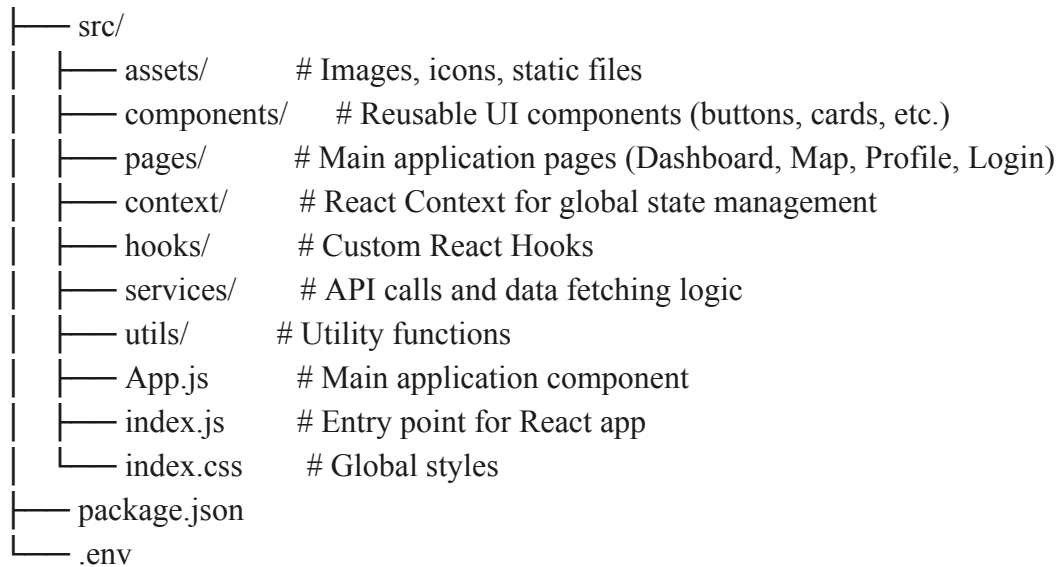 ├── src/
│ ├── assets/ # Images, icons, static files
│ ├── components/ # Reusable UI components (buttons, cards, etc.)
│ ├── pages/ # Main application pages (Dashboard, Map, Profile, Login)
│ ├── context/ # React Context for global state management
│ ├── hooks/ # Custom React Hooks
│ ├── services/ # API calls and data fetching logic
│ ├── utils/ # Utility functions
│ ├── App.js # Main application component
│ ├── index.js # Entry point for React app
│ └── index.css # Global styles
├── package.json
└── .env